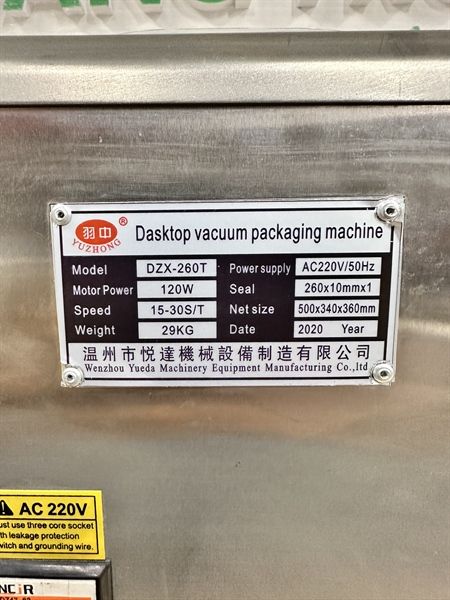 羽中 ®
YUZHONG
Dasktop vacuum packaging machine
Model DZX-260T Power supply AC220V/50Hz
Motor Power 120W Seal 260x10mmx1
Speed 15-30S/T Net size 500x340x360mm
Weight 29KG Date 2020 Year
温州市悦達機械設備制造有限公司
Wenzhou Yueda Machinery Equipment Manufacturing Co.,ltd
AC 220V
ust use three core socket
th leakage protection
witch and grounding wire.